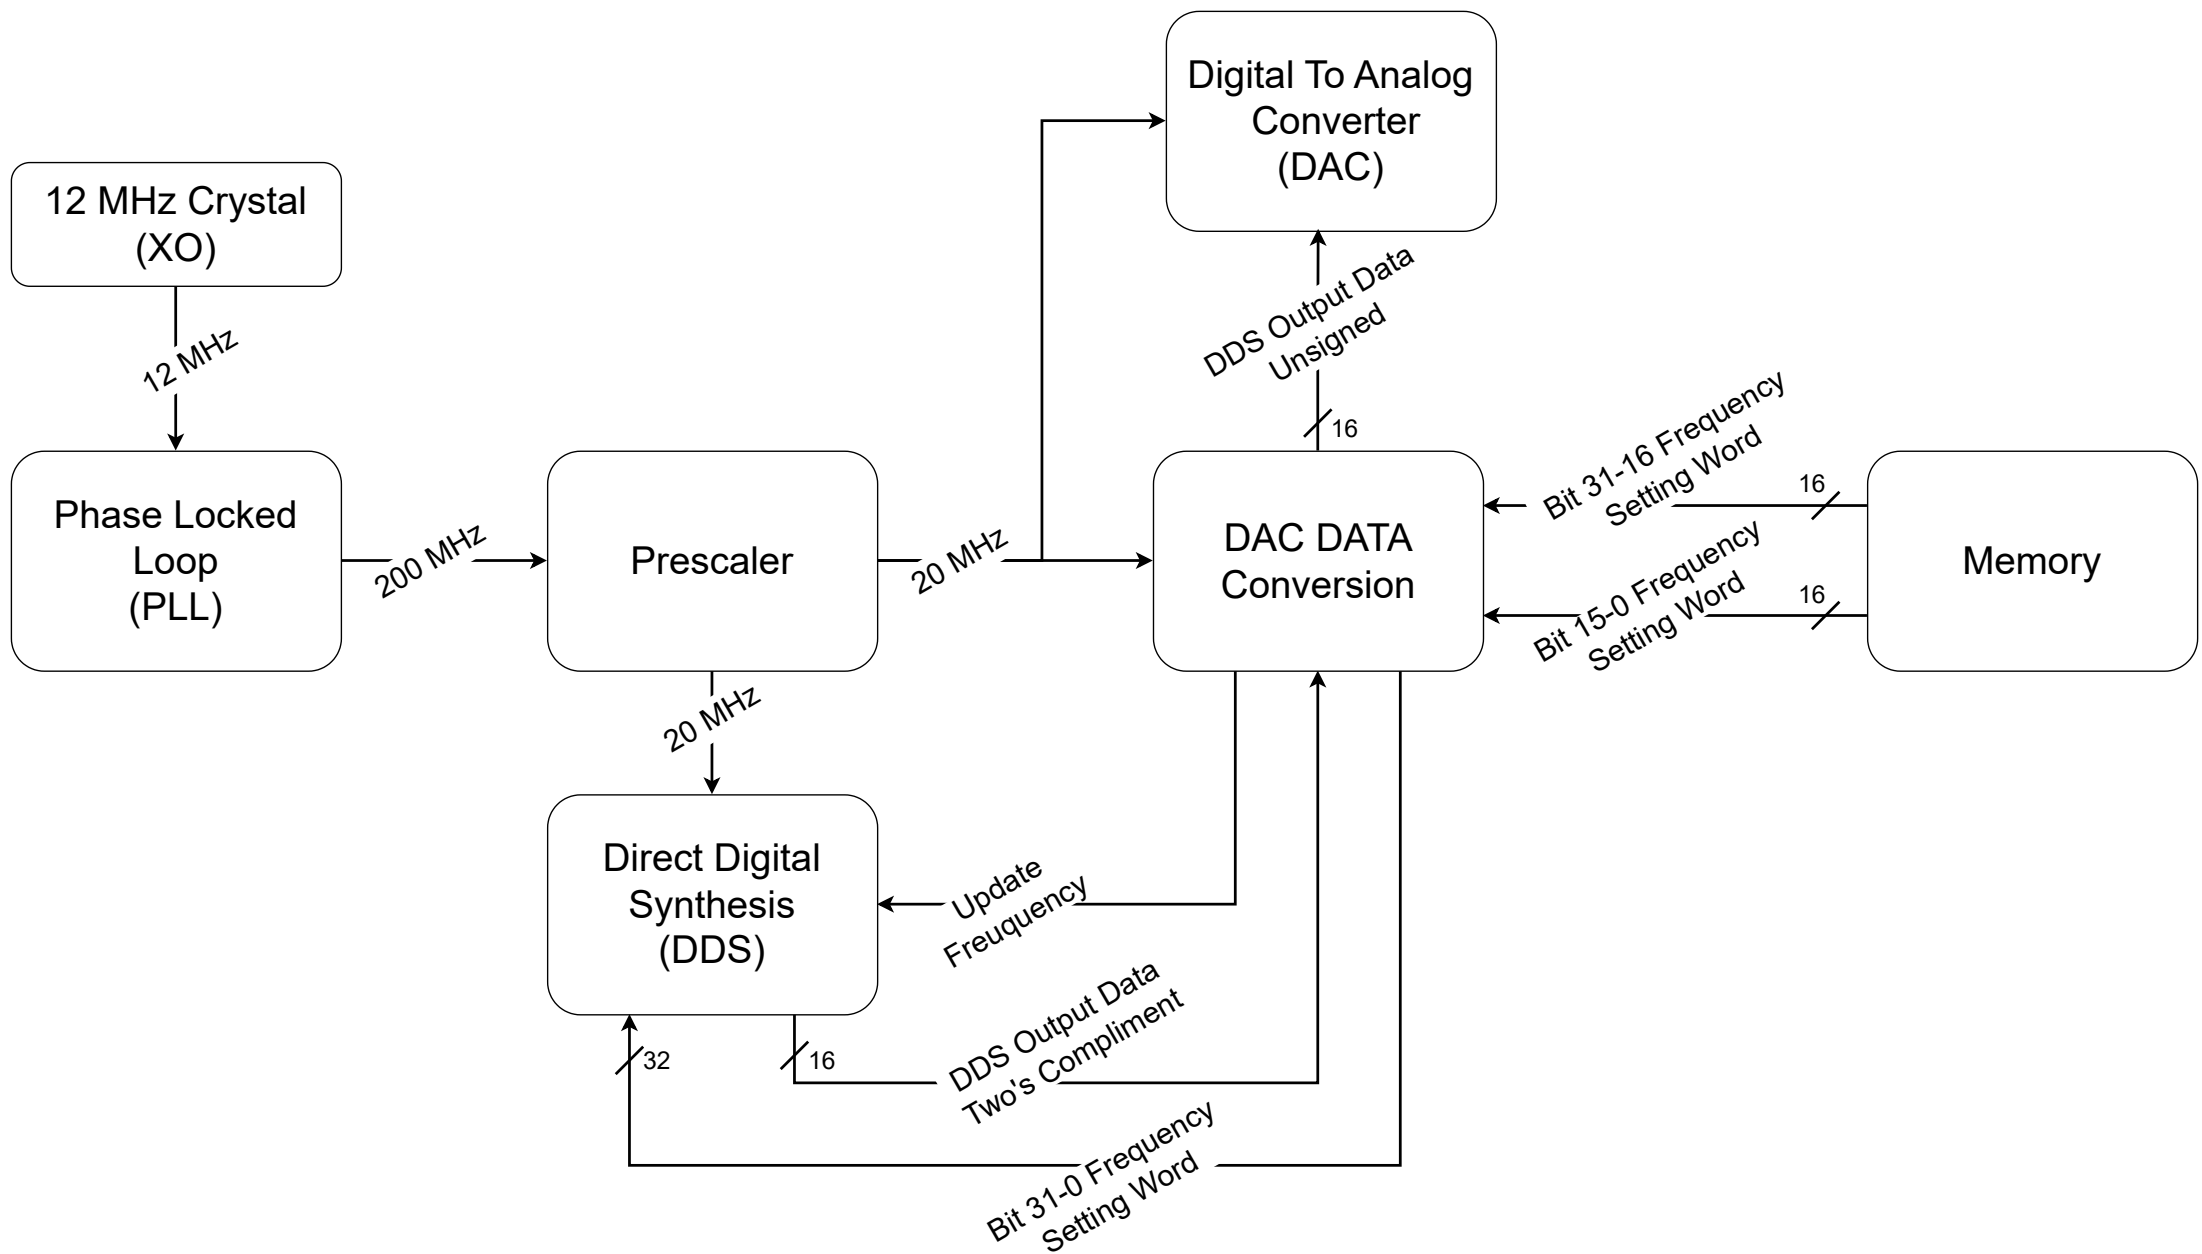 Digital To Analog
Converter
(DAC)
12 MHz Crystal
(XO)
12 MHz
DDS Output Data
Unsigned
16
Phase Locked
Loop
(PLL)
200 MHz
Prescaler
20 MHz
DAC DATA
Conversion
Bit 31-16 Frequency
Setting Word
16
Bit 15-0 Frequency
Setting Word
16
Memory
20 MHz
Direct Digital
Synthesis
(DDS)
Update
Freuquency
32
16
DDS Output Data
Two's Compliment
Bit 31-0 Frequency
Setting Word